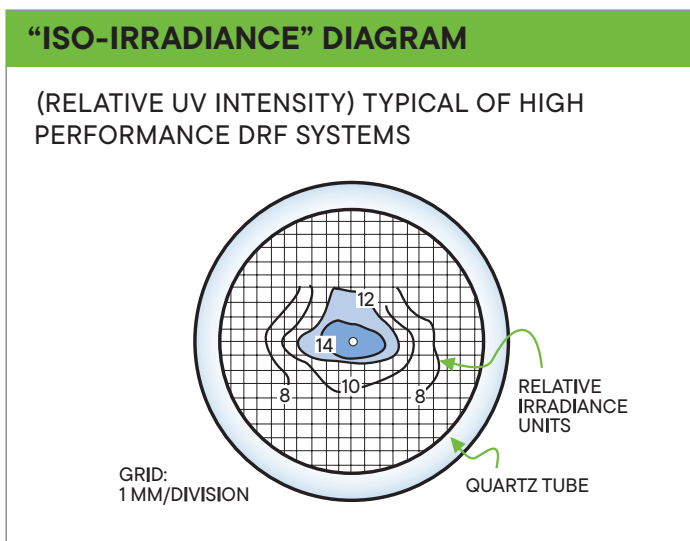 “ISO-IRRADIANCE” DIAGRAM
(RELATIVE UV INTENSITY) TYPICAL OF HIGH
PERFORMANCE DRF SYSTEMS
12
14
10
8
8
RELATIVE
IRRADIANCE
UNITS
GRID:
1 MM/DIVISION
QUARTZ TUBE